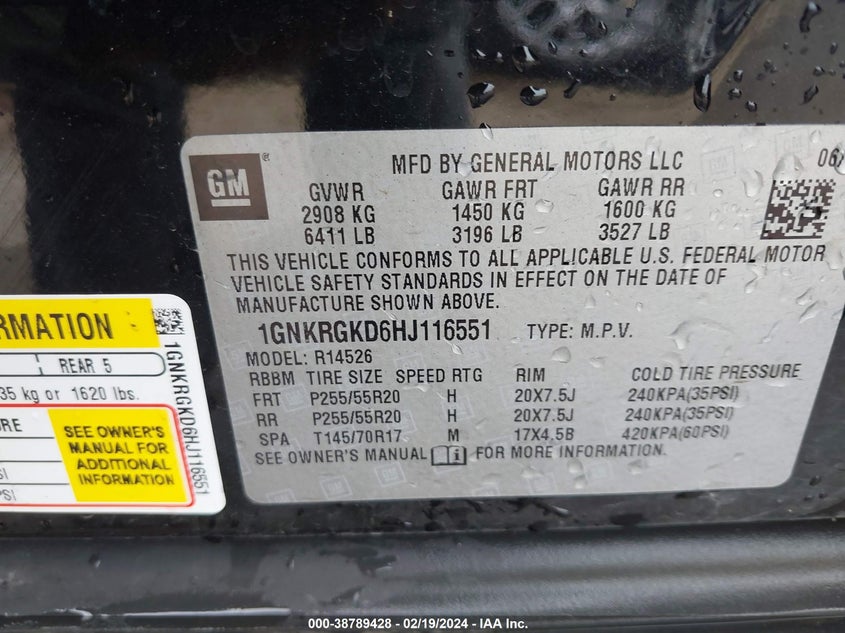 GM ®
MFD BY GENERAL MOTORS LLC 06/
GVWR GAWR FRT GAWR RR
2908 KG 1450 KG 1600 KG
6411 LB 3196 LB 3527 LB
THIS VEHICLE CONFORMS TO ALL APPLICABLE U.S. FEDERAL MOTOR
VEHICLE SAFETY STANDARDS IN EFFECT ON THE DATE OF
MANUFACTURE SHOWN ABOVE.
1GNKRGKD6HJ116551 TYPE: M.P.V.
MODEL: R14526
RBBM TIRE SIZE SPEED RTG RIM COLD TIRE PRESSURE
FRT P255/55R20 H 20X7.5J 240KPA(35PSI)
RR P255/55R20 H 20X7.5J 240KPA(35PSI)
SPA T145/70R17 M 17X4.5B 420KPA(60PSI)
SEE OWNER'S MANUAL FOR MORE INFORMATION.
ORMATION
REAR 5
35 kg or 1620 lbs.
URE
SI
PSI
SEE OWNER'S
MANUAL FOR
ADDITIONAL
INFORMATION
1GNKRGKD6HJ116551
000-38789428 - 02/19/2024 - IAA Inc.